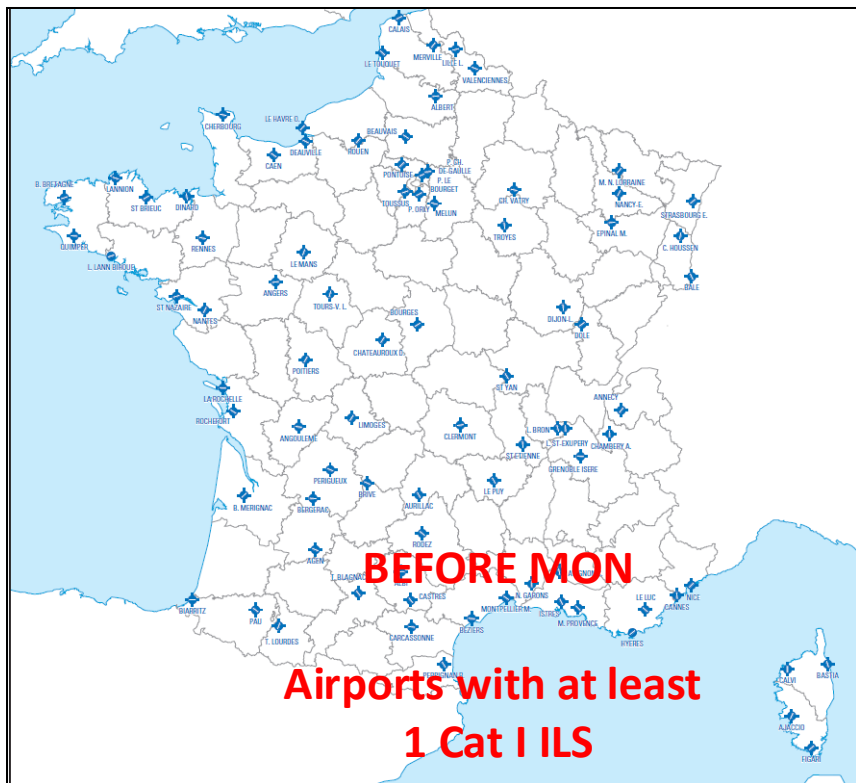 CALAIS
MERVILLE
LILLE L.
LE TOUQUET
VALENCIENNES
ALBERT
CHERBOURG
LE HAVRE O.
BEAUVAIS
DEAUVILLE
ROUEN
CAEN
PONTOISE
P. CH.
DE GAULLE
P. LE
BOURGET
TOUSSUS
P. ORLY
MELUN
CH. VATRY
M. N. LORRAINE
NANCY-E.
STRASBOURG E.
B. BRETAGNE
LANNION
ST BRIEUC
DINARD
QUIMPER
RENNES
TROYES
EPINAL M.
C. HOUSSEN
L. LANN BIHOUE
LE MANS
BALE
ANGERS
ST NAZAIRE
NANTES
TOURS-V. L.
BOURGES
DIJON-L.
DOLE
CHATEAUROUX D.
POITIERS
ST YAN
LA ROCHELLE
ANNECY
ROCHEFORT
ANGOULEME
LIMOGES
CLERMONT
L. BRON
L. ST-EXUPERY
CHAMBERY A.
ST-ETIENNE
GRENOBLE ISERE
PERIGUEUX
BRIVE
LE PUY
B. MERIGNAC
BERGERAC
AURILLAC
RODEZ
AGEN
BEFORE MON
T. BLAGNAC
CASTRES
N. GARONS
MONTPELLIER M.
ISTRES
M. PROVENCE
LE LUC
CANNES
NICE
BIARRITZ
PAU
T. LOURDES
CARCASSONNE
BEZIERS
HYERES
Airports with at least
1 Cat I ILS
CALVI
BASTIA
AJACCIO
FIGARI